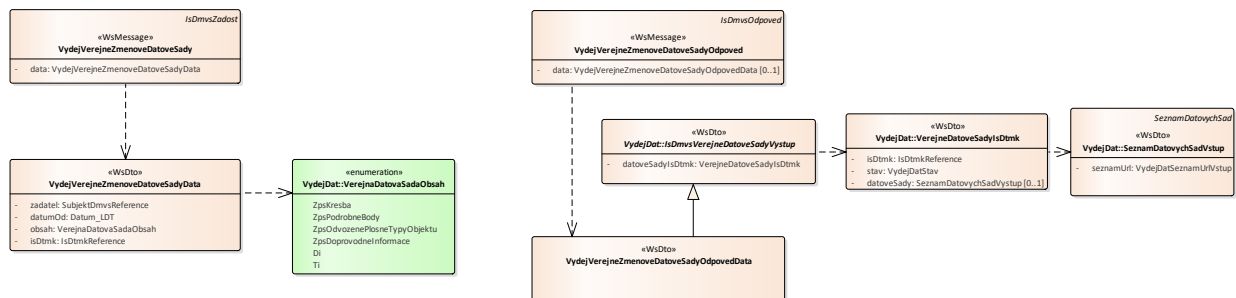 IsDmvsZadost
«WsMessage»
VydejVerejneZmenoveDatoveSady
- data: VydejVerejneZmenoveDatoveSadyData
«WsDto»
VydejVerejneZmenoveDatoveSadyData
- zadatel: SubjektDmvsReference
- datumOd: Datum_LDT
- obsah: VerejnaDatovaSadaObsah
- isDtmk: IsDtmkReference
«enumeration»
VydejDat::VerejnaDatovaSadaObsah
ZpsKresba
ZpsPodrobneBody
ZpsOdvozenePlosneTypyObjektu
ZpsDoprovodneInformace
Di
Ti
IsDmvsOdpoved
«WsMessage»
VydejVerejneZmenoveDatoveSadyOdpoved
- data: VydejVerejneZmenoveDatoveSadyOdpovedData [0..1]
«WsDto»
VydejDat::IsDmvsVerejneDatoveSadyVystup
- datoveSadyIsDtmk: VerejneDatoveSadyIsDtmk
«WsDto»
VydejDat::VerejneDatoveSadyIsDtmk
- isDtmk: IsDtmkReference
- stav: VydejDatStav
- datoveSady: SeznamDatovychSadVystup [0..1]
SeznamDatovychSad
«WsDto»
VydejDat::SeznamDatovychSadVstup
- seznamUrl: VydejDatSeznamUrlVstup
«WsDto»
VydejVerejneZmenoveDatoveSadyOdpovedData